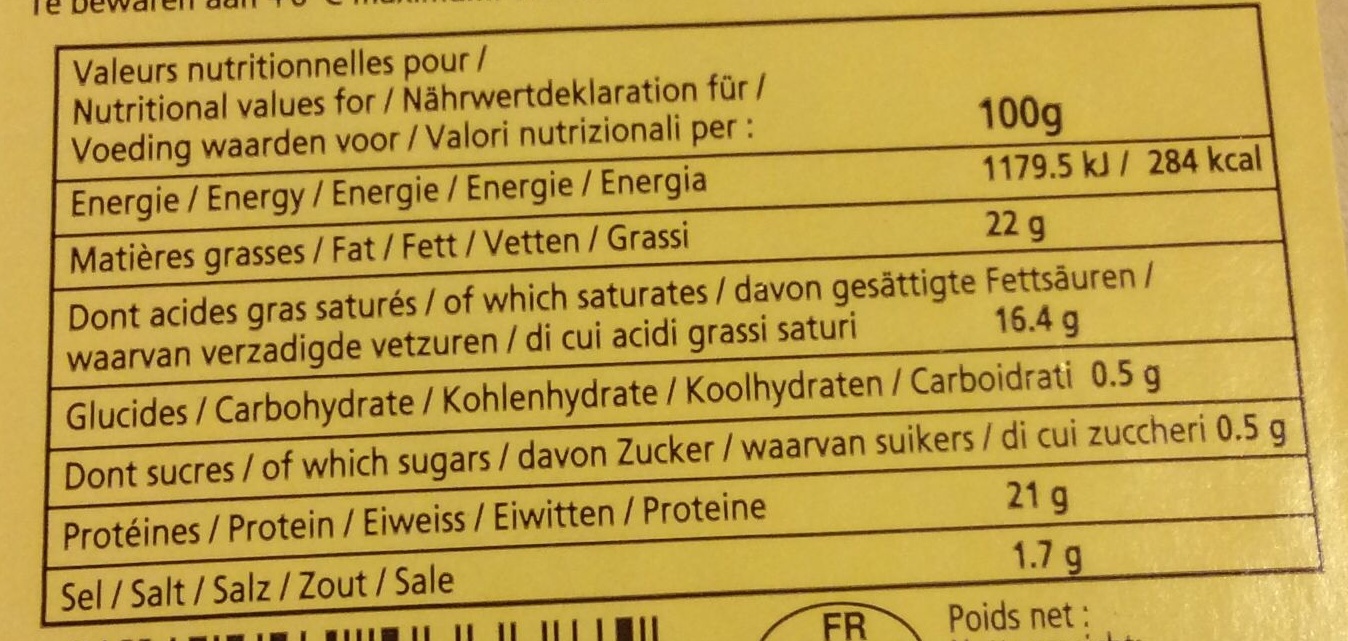 Valeurs nutritionnelles pour /
Nutritional values for / Nährwertdeklaration für /
Voeding waarden voor / Valori nutrizionali per : 100g
Energie / Energy / Energie / Energie / Energia 1179.5 kJ / 284 kcal
Matières grasses / Fat / Fett / Vetten / Grassi 22 g
Dont acides gras saturés / of which saturates / davon gesättigte Fettsäuren /
waarvan verzadigde vetzuren / di cui acidi grassi saturi 16.4 g
Glucides / Carbohydrate / Kohlenhydrate / Koolhydraten / Carboidrati 0.5 g
Dont sucres / of which sugars / davon Zucker / waarvan suikers / di cui zuccheri 0.5 g
Protéines / Protein / Eiweiss / Eiwitten / Proteine 21 g
Sel / Salt / Salz / Zout / Sale 1.7 g
FR Poids net :